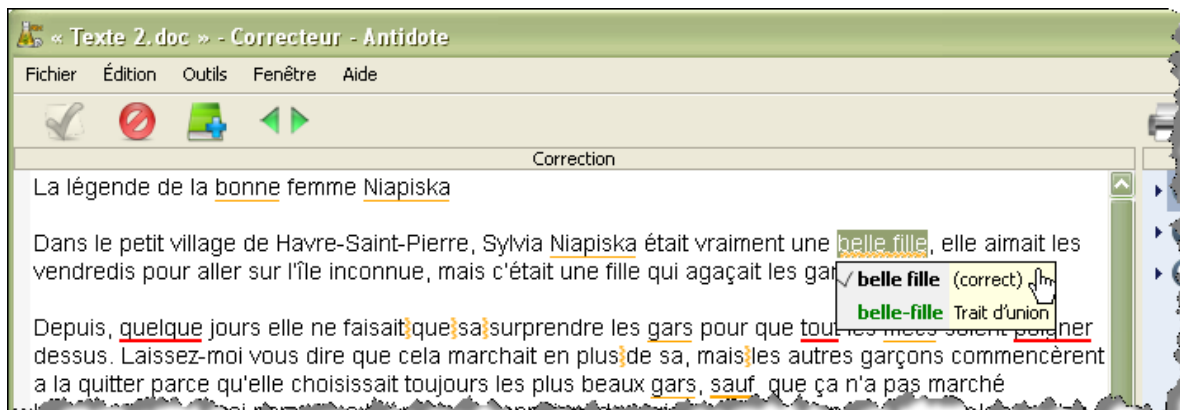 « Texte 2.doc » - Correcteur - Antidote
Fichier Édition Outils Fenêtre Aide
Correction
La légende de la bonne femme Niapiska
Dans le petit village de Havre-Saint-Pierre, Sylvia Niapiska était vraiment une belle fille, elle aimait les
vendredis pour aller sur l'île inconnue, mais c'était une fille qui agaçait les
belle fille (correct)
belle-fille Trait d'union
Depuis, quelque jours elle ne faisait que sa surprendre les gars pour que tout les
dessus. Laissez-moi vous dire que cela marchait en plus de sa, mais les autres garçons commencèrent
a la quitter parce qu'elle choisissait toujours les plus beaux gars, sauf que ça n'a pas marché